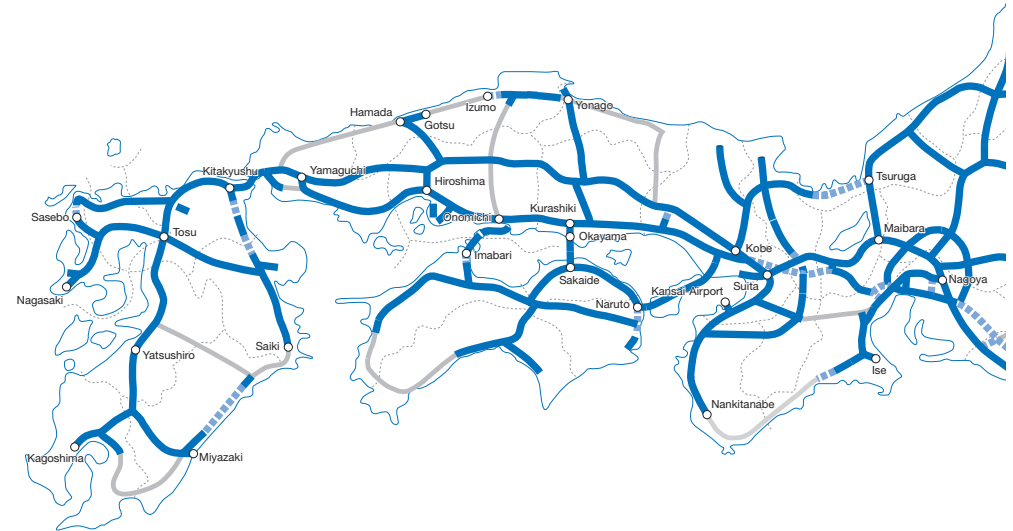 Izumo
Yonago
Hamada
Gotsu
Kitakyushu
Yamaguchi
Hiroshima
Tsuruga
Sasebo
Onomichi
Kurashiki
Tosu
Okayama
Maibara
Imabari
Kobe
Sakaide
Suita
Nagoya
Nagasaki
Naruto
Kansai Airport
Saiki
Yatsushiro
Ise
Nankitanabe
Kagoshima
Miyazaki